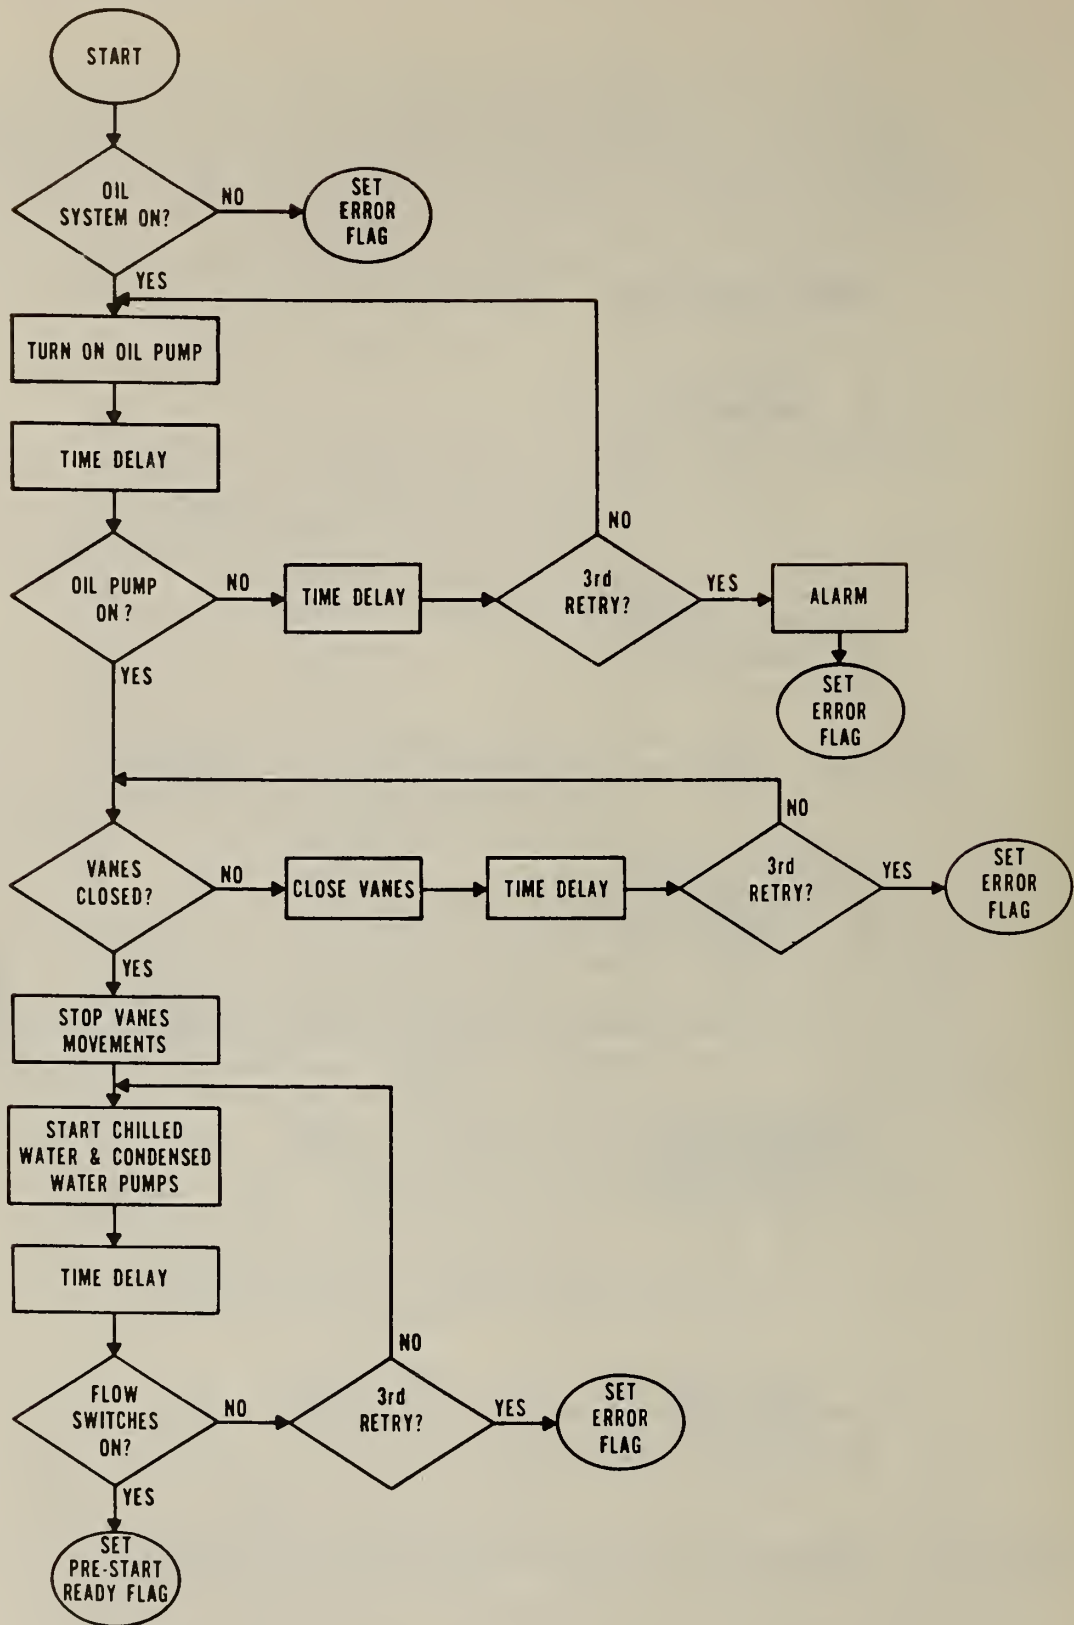 START
OIL
SYSTEM ON?
NO
SET
ERROR
FLAG
YES
TURN ON OIL PUMP
TIME DELAY
OIL PUMP
ON?
NO
TIME DELAY
3rd
RETRY?
NO
YES
ALARM
SET
ERROR
FLAG
YES
VANES
CLOSED?
NO
CLOSE VANES
TIME DELAY
3rd
RETRY?
NO
YES
SET
ERROR
FLAG
YES
STOP VANES
MOVEMENTS
START CHILLED
WATER & CONDENSED
WATER PUMPS
TIME DELAY
FLOW
SWITCHES
ON?
NO
3rd
RETRY?
NO
YES
SET
ERROR
FLAG
YES
SET
PRE-START
READY FLAG